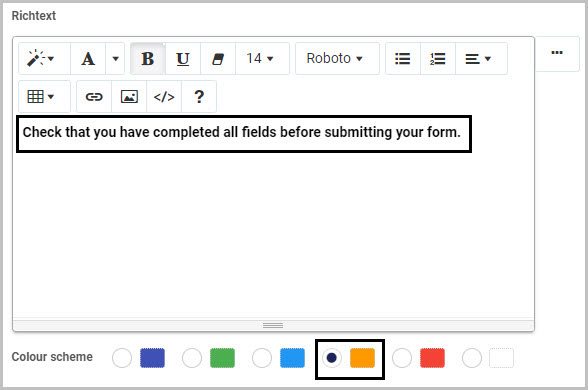 Richtext
A B U 14 Roboto
</> ?
Check that you have completed all fields before submitting your form.
Colour scheme